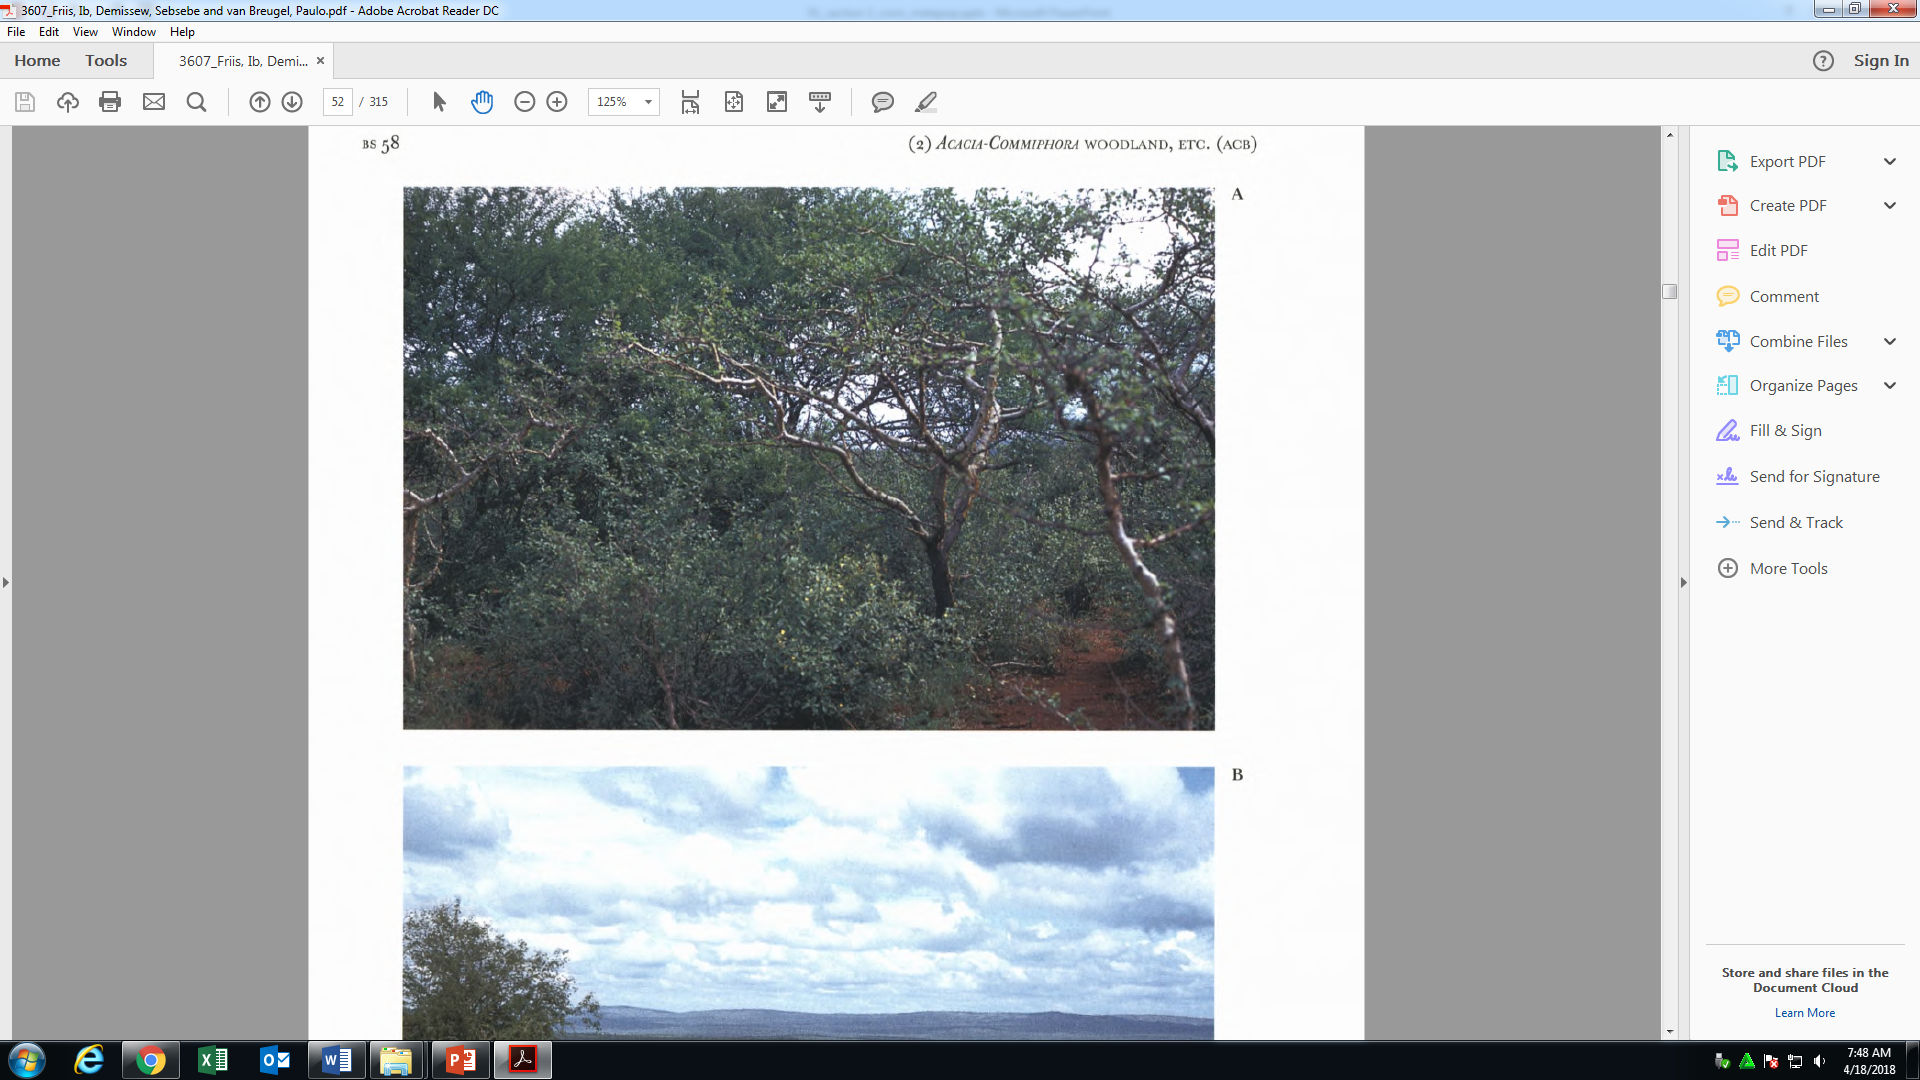 3607_Friis, Ib, Demissew, Sebsebe and van Breugel, Paulo.pdf - Adobe Acrobat Reader DC
File Edit View Window Help
Home Tools 3607_Friis, Ib, Demi... × Sign In
52 / 315 125%
BS 58 (2) ACACIA-COMMIPHORA WOODLAND, ETC. (ACB)
A
B
Export PDF
Create PDF
Edit PDF
Comment
Combine Files
Organize Pages
Fill & Sign
Send for Signature
Send & Track
More Tools
Store and share files in the
Document Cloud
Learn More
7:48 AM
4/18/2018